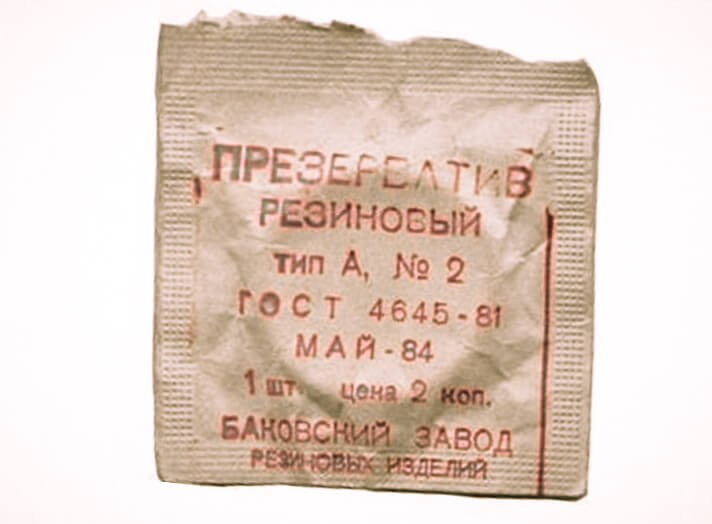 ПРЕЗЕРВАТИВ
РЕЗИНОВЫЙ
тип А, № 2
ГОСТ 4645-81
МАЙ-84
1 шт. цена 2 коп.
БАКОВСКИЙ ЗАВОД
РЕЗИНОВЫХ ИЗДЕЛИЙ